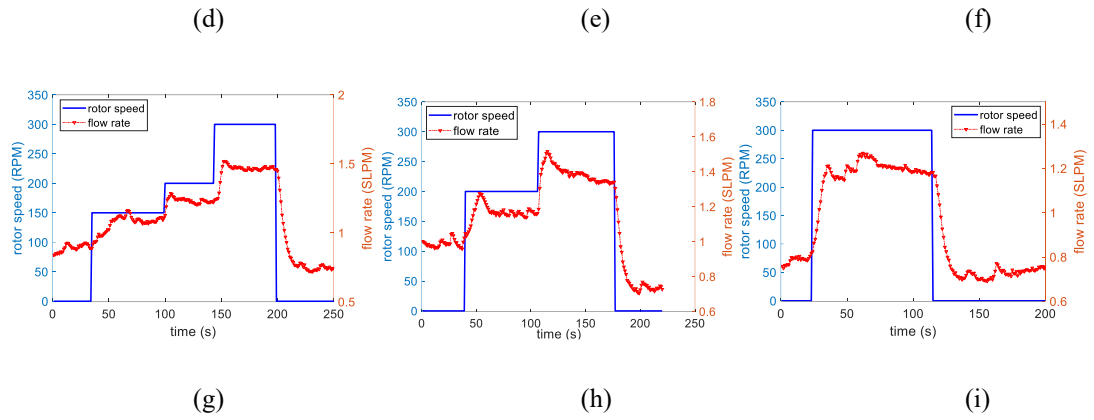 (d) (e) (f)
rotor speed
flow rate
350
300
250
200
150
100
50
0
rotor speed (RPM)
2
1.5
1
0.5
flow rate (SLPM)
0 50 100 150 200 250
time (s)
rotor speed
flow rate
350
300
250
200
150
100
50
0
rotor speed (RPM)
1.8
1.6
1.4
1.2
1.0
0.8
0.6
flow rate (SLPM)
0 50 100 150 200 250
time (s)
rotor speed
flow rate
350
300
250
200
150
100
50
0
rotor speed (RPM)
1.4
1.2
1.0
0.8
0.6
flow rate (SLPM)
0 50 100 150 200
time (s)
(g) (h) (i)